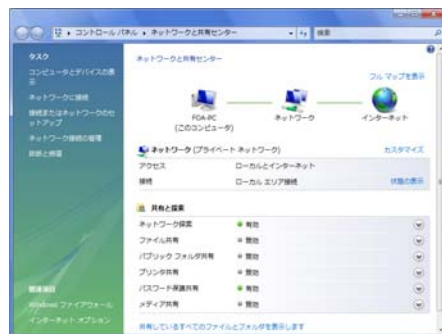 コントロール パネル ▸ ネットワークと共有センター
検索
タスク
コンピュータとデバイスの表示
ネットワークに接続
接続またはネットワークのセットアップ
ネットワーク接続の管理
診断と修復
関連項目
Windows ファイアウォール
インターネット オプション
ネットワークと共有センター
フル マップを表示
FOA-PC
(このコンピュータ)
ネットワーク
インターネット
ネットワーク (プライベート ネットワーク)
カスタマイズ
アクセス ローカルとインターネット
接続 ローカル エリア接続 状態の表示
共有と探索
ネットワーク探索 有効
ファイル共有 無効
パブリック フォルダ共有 無効
プリンタ共有 無効
パスワード保護共有 有効
メディア共有 無効
共有しているすべてのファイルとフォルダを表示します